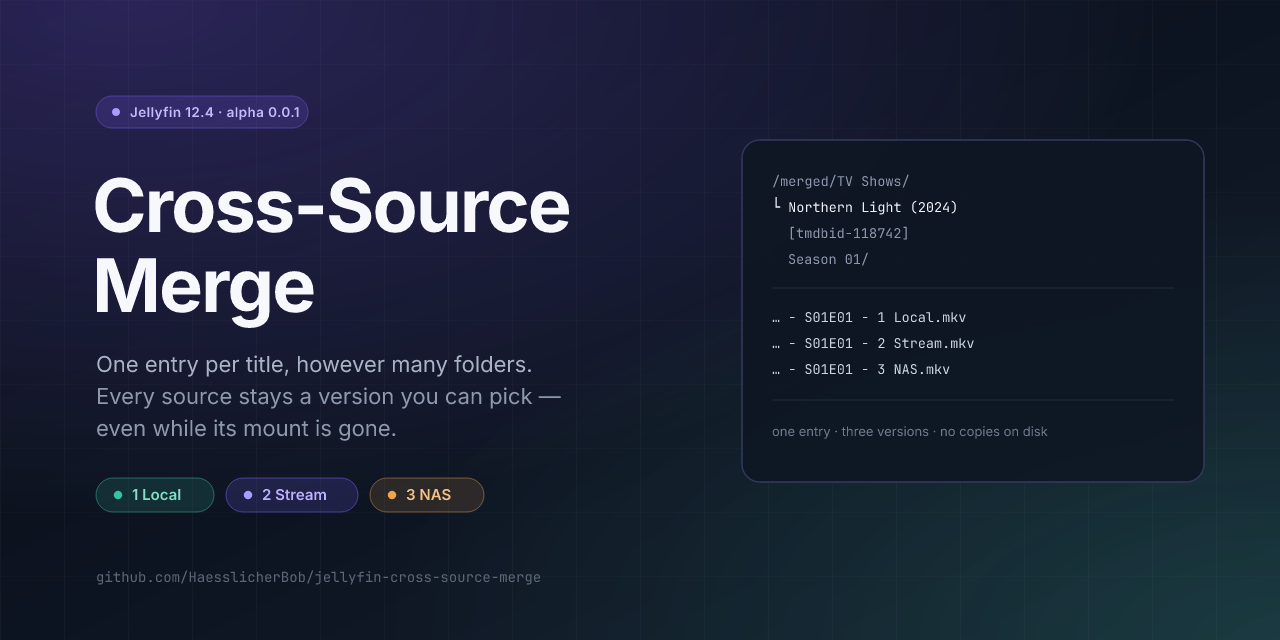 Jellyfin 12.4 · alpha 0.0.1
Cross-Source
Merge
One entry per title, however many folders.
Every source stays a version you can pick —
even while its mount is gone.
1 Local
2 Stream
3 NAS
github.com/HaesslicherBob/jellyfin-cross-source-merge
/merged/TV Shows/
└ Northern Light (2024)
[tmdbid-118742]
Season 01/
… - S01E01 - 1 Local.mkv
… - S01E01 - 2 Stream.mkv
… - S01E01 - 3 NAS.mkv
one entry · three versions · no copies on disk